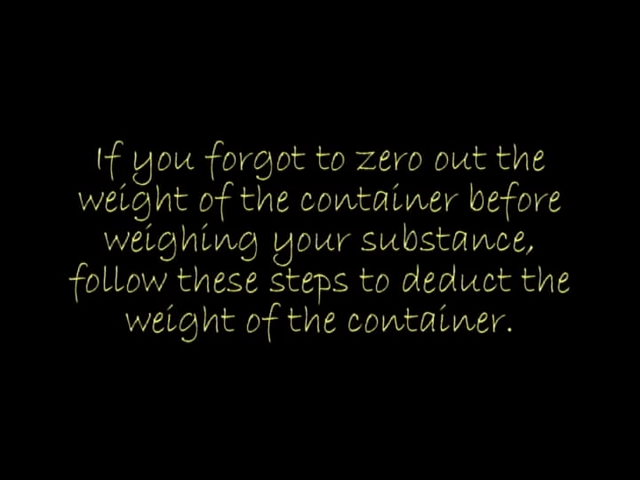 If you forgot to zero out the
weight of the container before
weighing your substance,
follow these steps to deduct the
weight of the container.